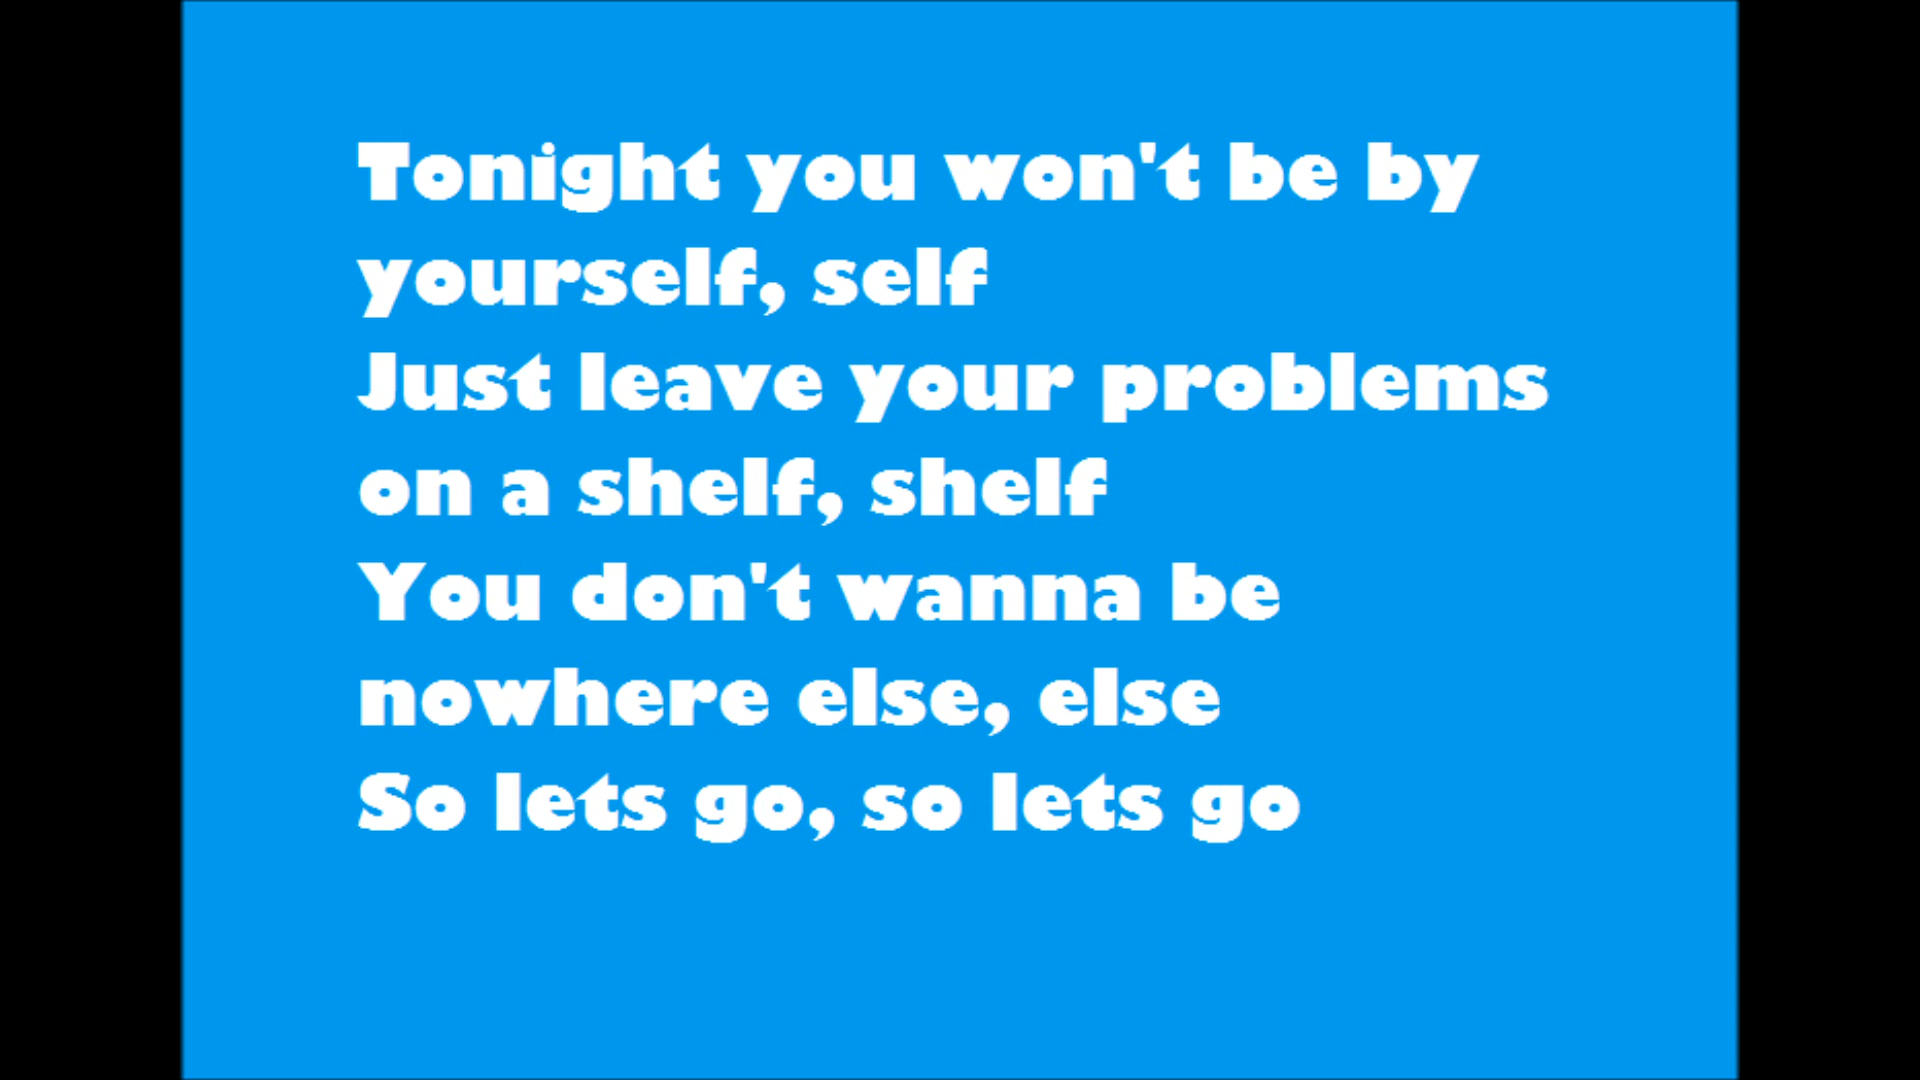 Tonight you won't be by
yourself, self
Just leave your problems
on a shelf, shelf
You don't wanna be
nowhere else, else
So lets go, so lets go